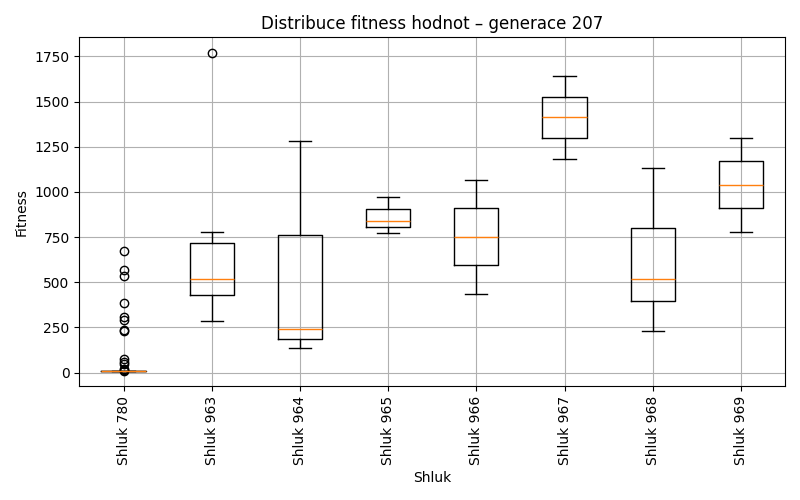 Distribuce fitness hodnot – generace 207
Fitness
1750
1500
1250
1000
750
500
250
0
Shluk 780
Shluk 963
Shluk 964
Shluk 965
Shluk 966
Shluk 967
Shluk 968
Shluk 969
Shluk